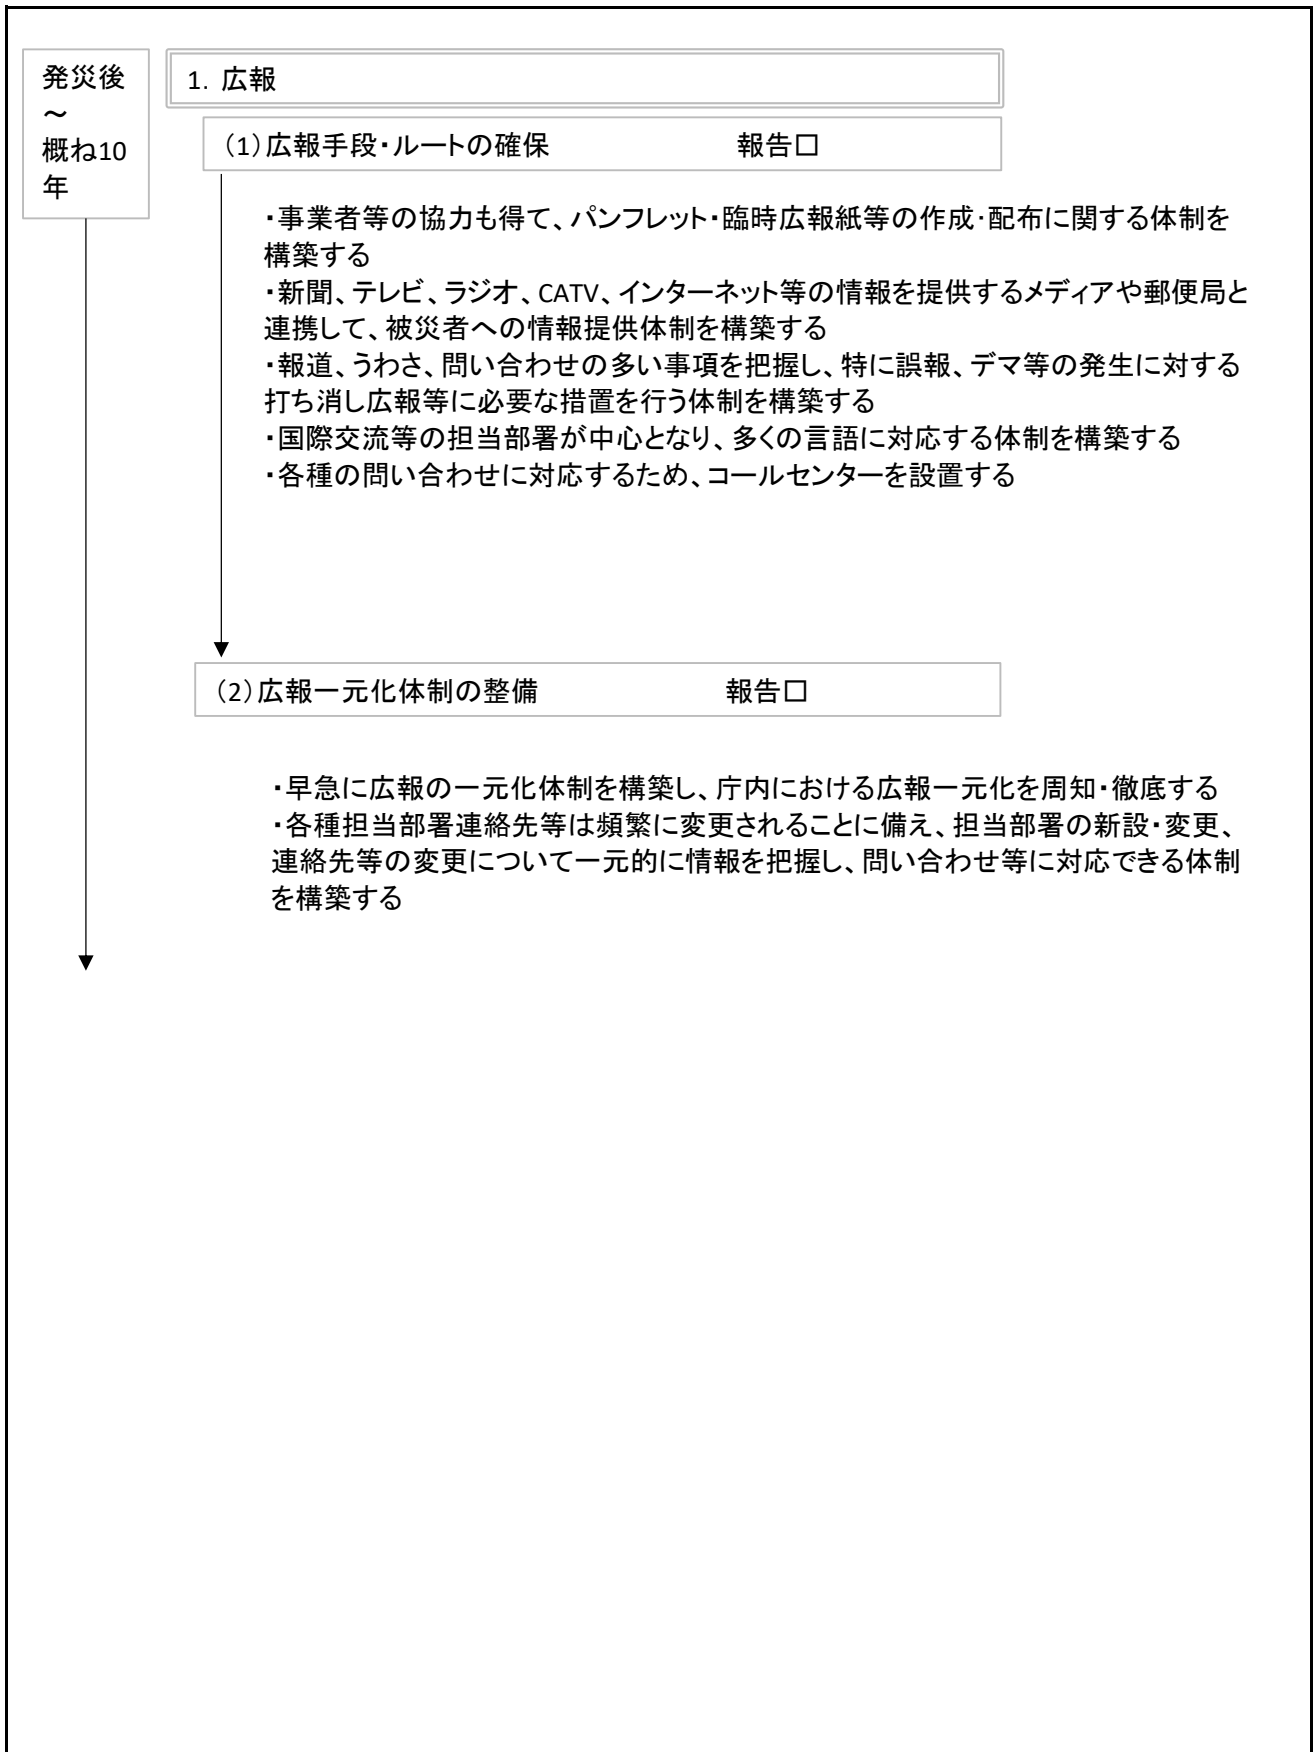 発災後
～
概ね10
年
1. 広報
（1）広報手段・ルートの確保 報告□
・事業者等の協力も得て、パンフレット・臨時広報紙等の作成・配布に関する体制を
構築する
・新聞、テレビ、ラジオ、CATV、インターネット等の情報を提供するメディアや郵便局と
連携して、被災者への情報提供体制を構築する
・報道、うわさ、問い合わせの多い事項を把握し、特に誤報、デマ等の発生に対する
打ち消し広報等に必要な措置を行う体制を構築する
・国際交流等の担当部署が中心となり、多くの言語に対応する体制を構築する
・各種の問い合わせに対応するため、コールセンターを設置する
（2）広報一元化体制の整備 報告□
・早急に広報の一元化体制を構築し、庁内における広報一元化を周知・徹底する
・各種担当部署連絡先等は頻繁に変更されることに備え、担当部署の新設・変更、
連絡先等の変更について一元的に情報を把握し、問い合わせ等に対応できる体制
を構築する